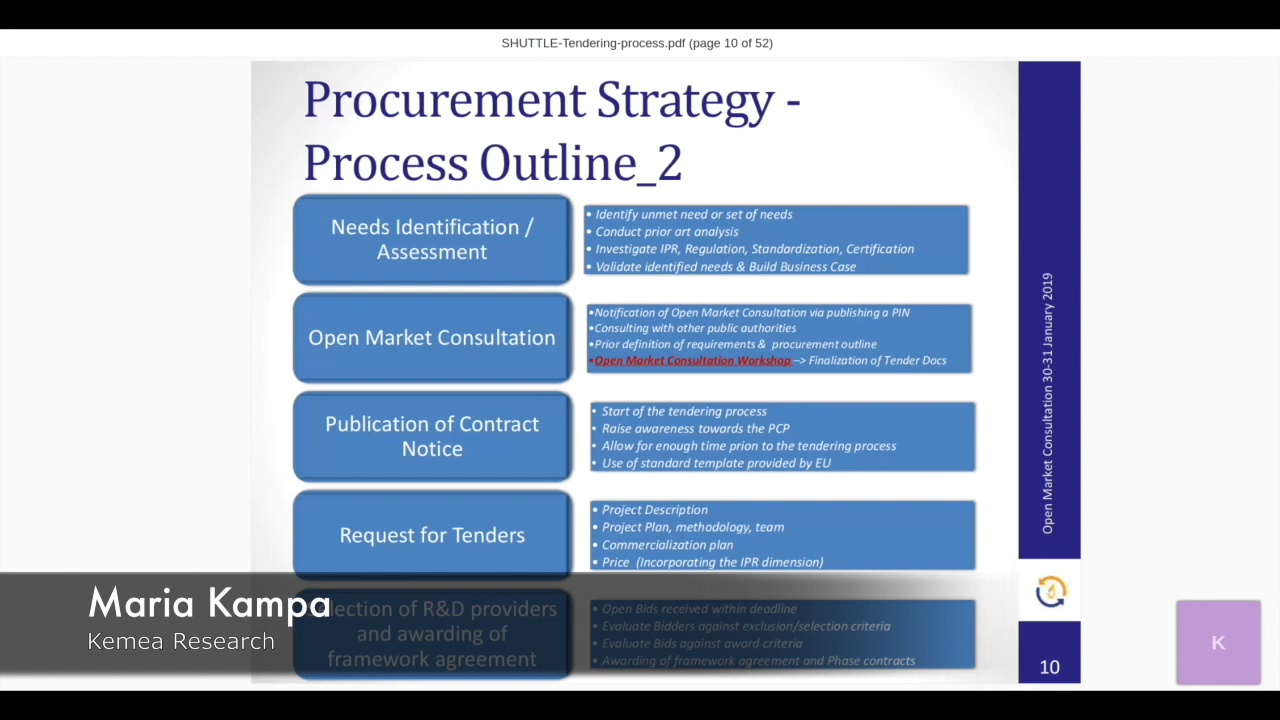 SHUTTLE-Tendering-process.pdf (page 10 of 52)
Procurement Strategy -
Process Outline_2
Needs Identification /
Assessment
• Identify unmet need or set of needs
• Conduct prior art analysis
• Investigate IPR, Regulation, Standardization, Certification
• Validate identified needs & Build Business Case
Open Market Consultation
•Notification of Open Market Consultation via publishing a PIN
•Consulting with other public authorities
•Prior definition of requirements & procurement outline
•Open Market Consultation Workshop –> Finalization of Tender Docs
Publication of Contract
Notice
• Start of the tendering process
• Raise awareness towards the PCP
• Allow for enough time prion to the tendering process
• Use of standard template provided by EU
Request for Tenders
• Project Description
• Project Plan, methodology, team
• Commercialization plan
• Price (Incorporating the IPR dimension)
lection of R&D providers
and awarding of
framework agreement
• Open Bids received within deadline
• Evaluate Bidders against exclusion/selection criteria
• Evaluate Bids against award criteria
• Awarding of framework agreement and Phase contracts
Open Market Consultation 30-31 January 2019
10
Maria Kampa
Kemea Research
K